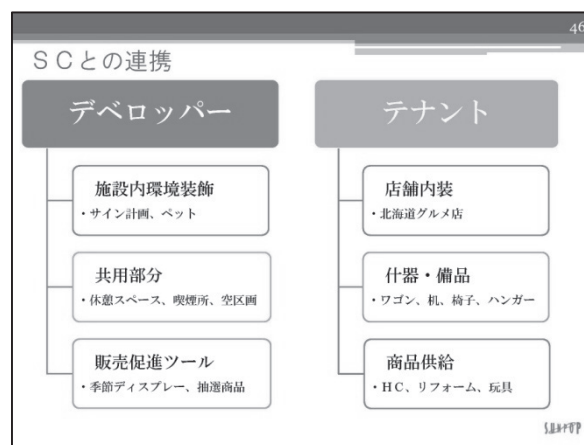 46
SCとの連携
デベロッパー
施設内環境装飾
・サイン計画、ペット
共用部分
・休憩スペース、喫煙所、空区画
販売促進ツール
・季節ディスプレー、抽選商品
テナント
店舗内装
・北海道グルメ店
什器・備品
・ワゴン、机、椅子、ハンガー
商品供給
・HC、リフォーム、玩具